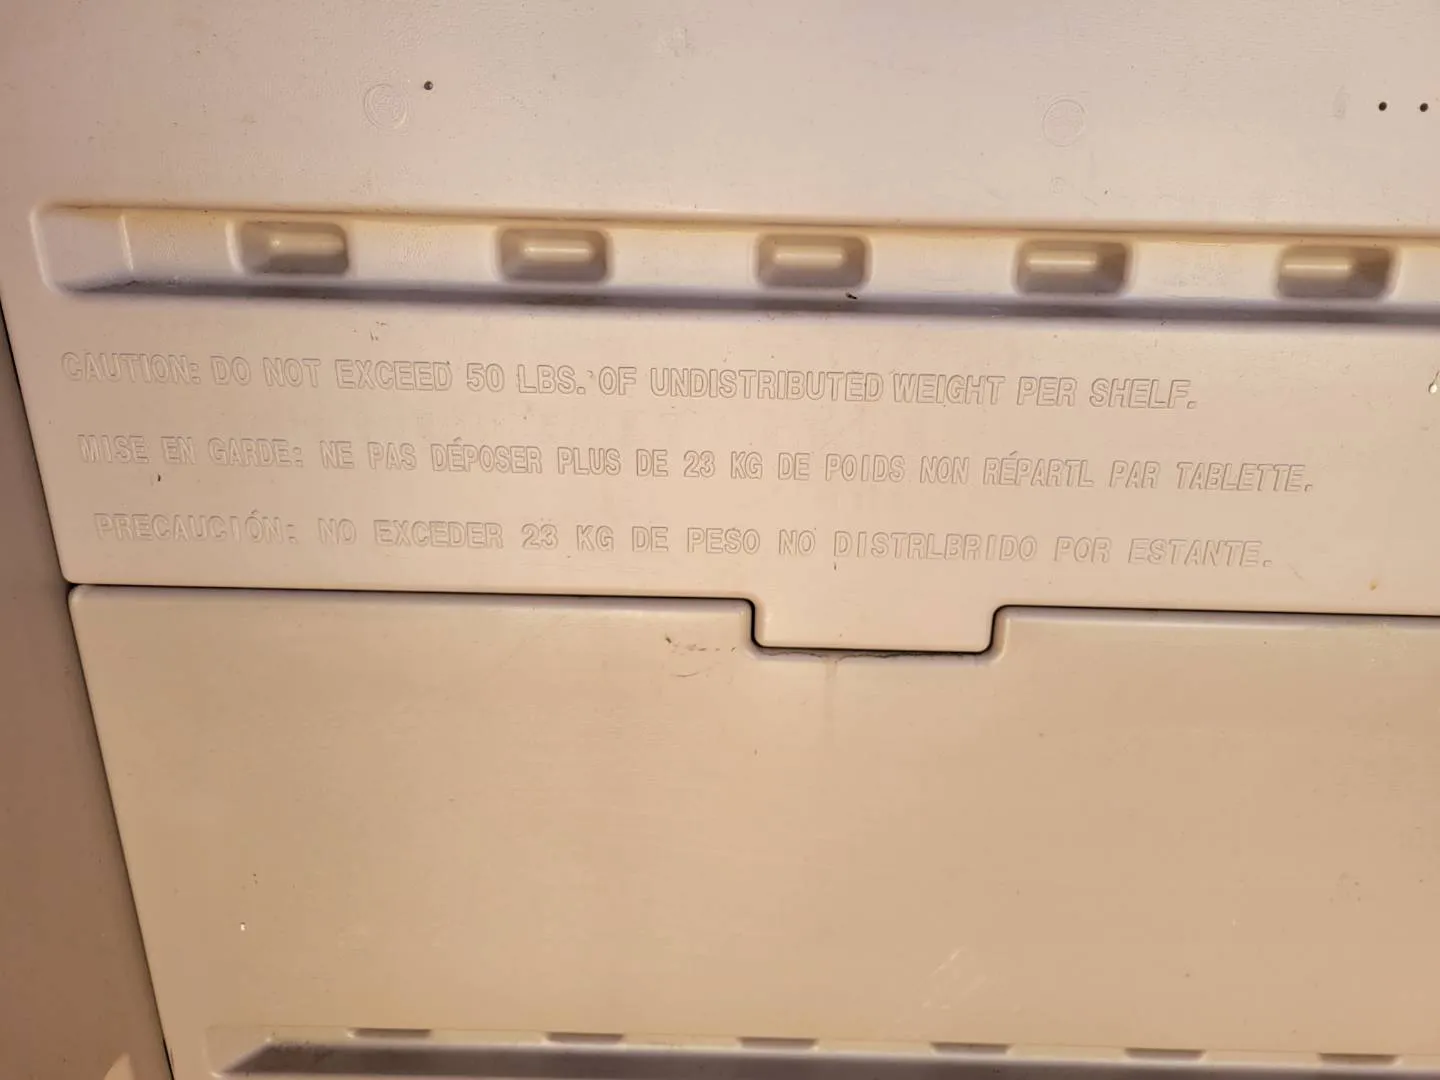 CAUTION: DO NOT EXCEED 50 LBS. OF UNDISTRIBUTED WEIGHT PER SHELF.
MISE EN GARDE: NE PAS DÉPOSER PLUS DE 23 KG DE POIDS NON RÉPARTL PAR TABLETTE.
PRECAUCIÓN: NO EXCEDER 23 KG DE PESO NO DISTRLBRIDO POR ESTANTE.